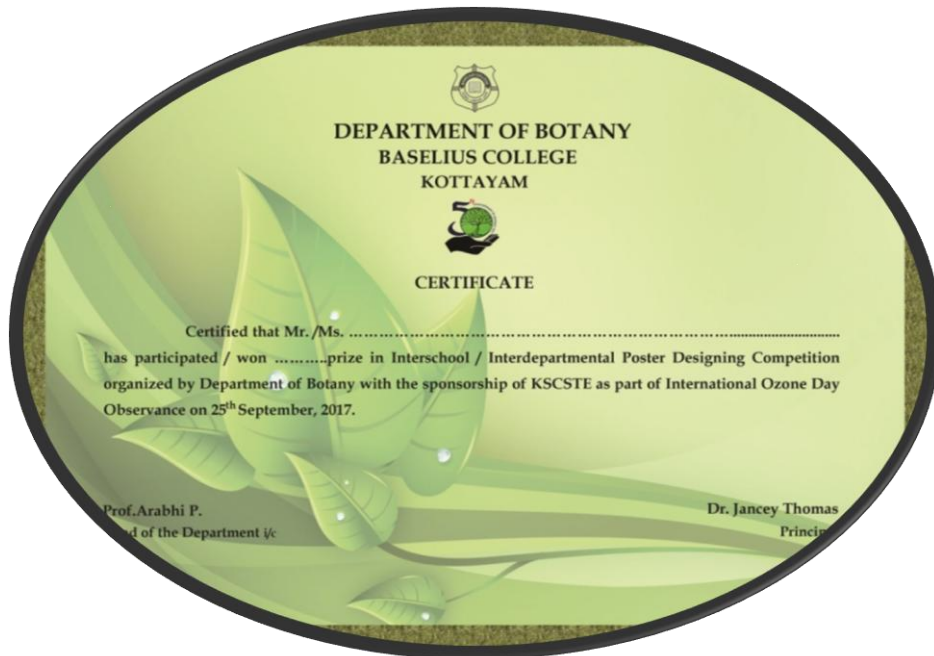 DEPARTMENT OF BOTANY
BASELIUS COLLEGE
KOTTAYAM
CERTIFICATE
Certified that Mr./Ms. ..........................................................................................
has participated / won ...........prize in Interschool / Interdepartmental Poster Designing Competition
organized by Department of Botany with the sponsorship of KSCSTE as part of International Ozone Day
Observance on 25th September, 2017.
Prof.Arabhi P. Dr. Jancey Thomas
of the Department i/c